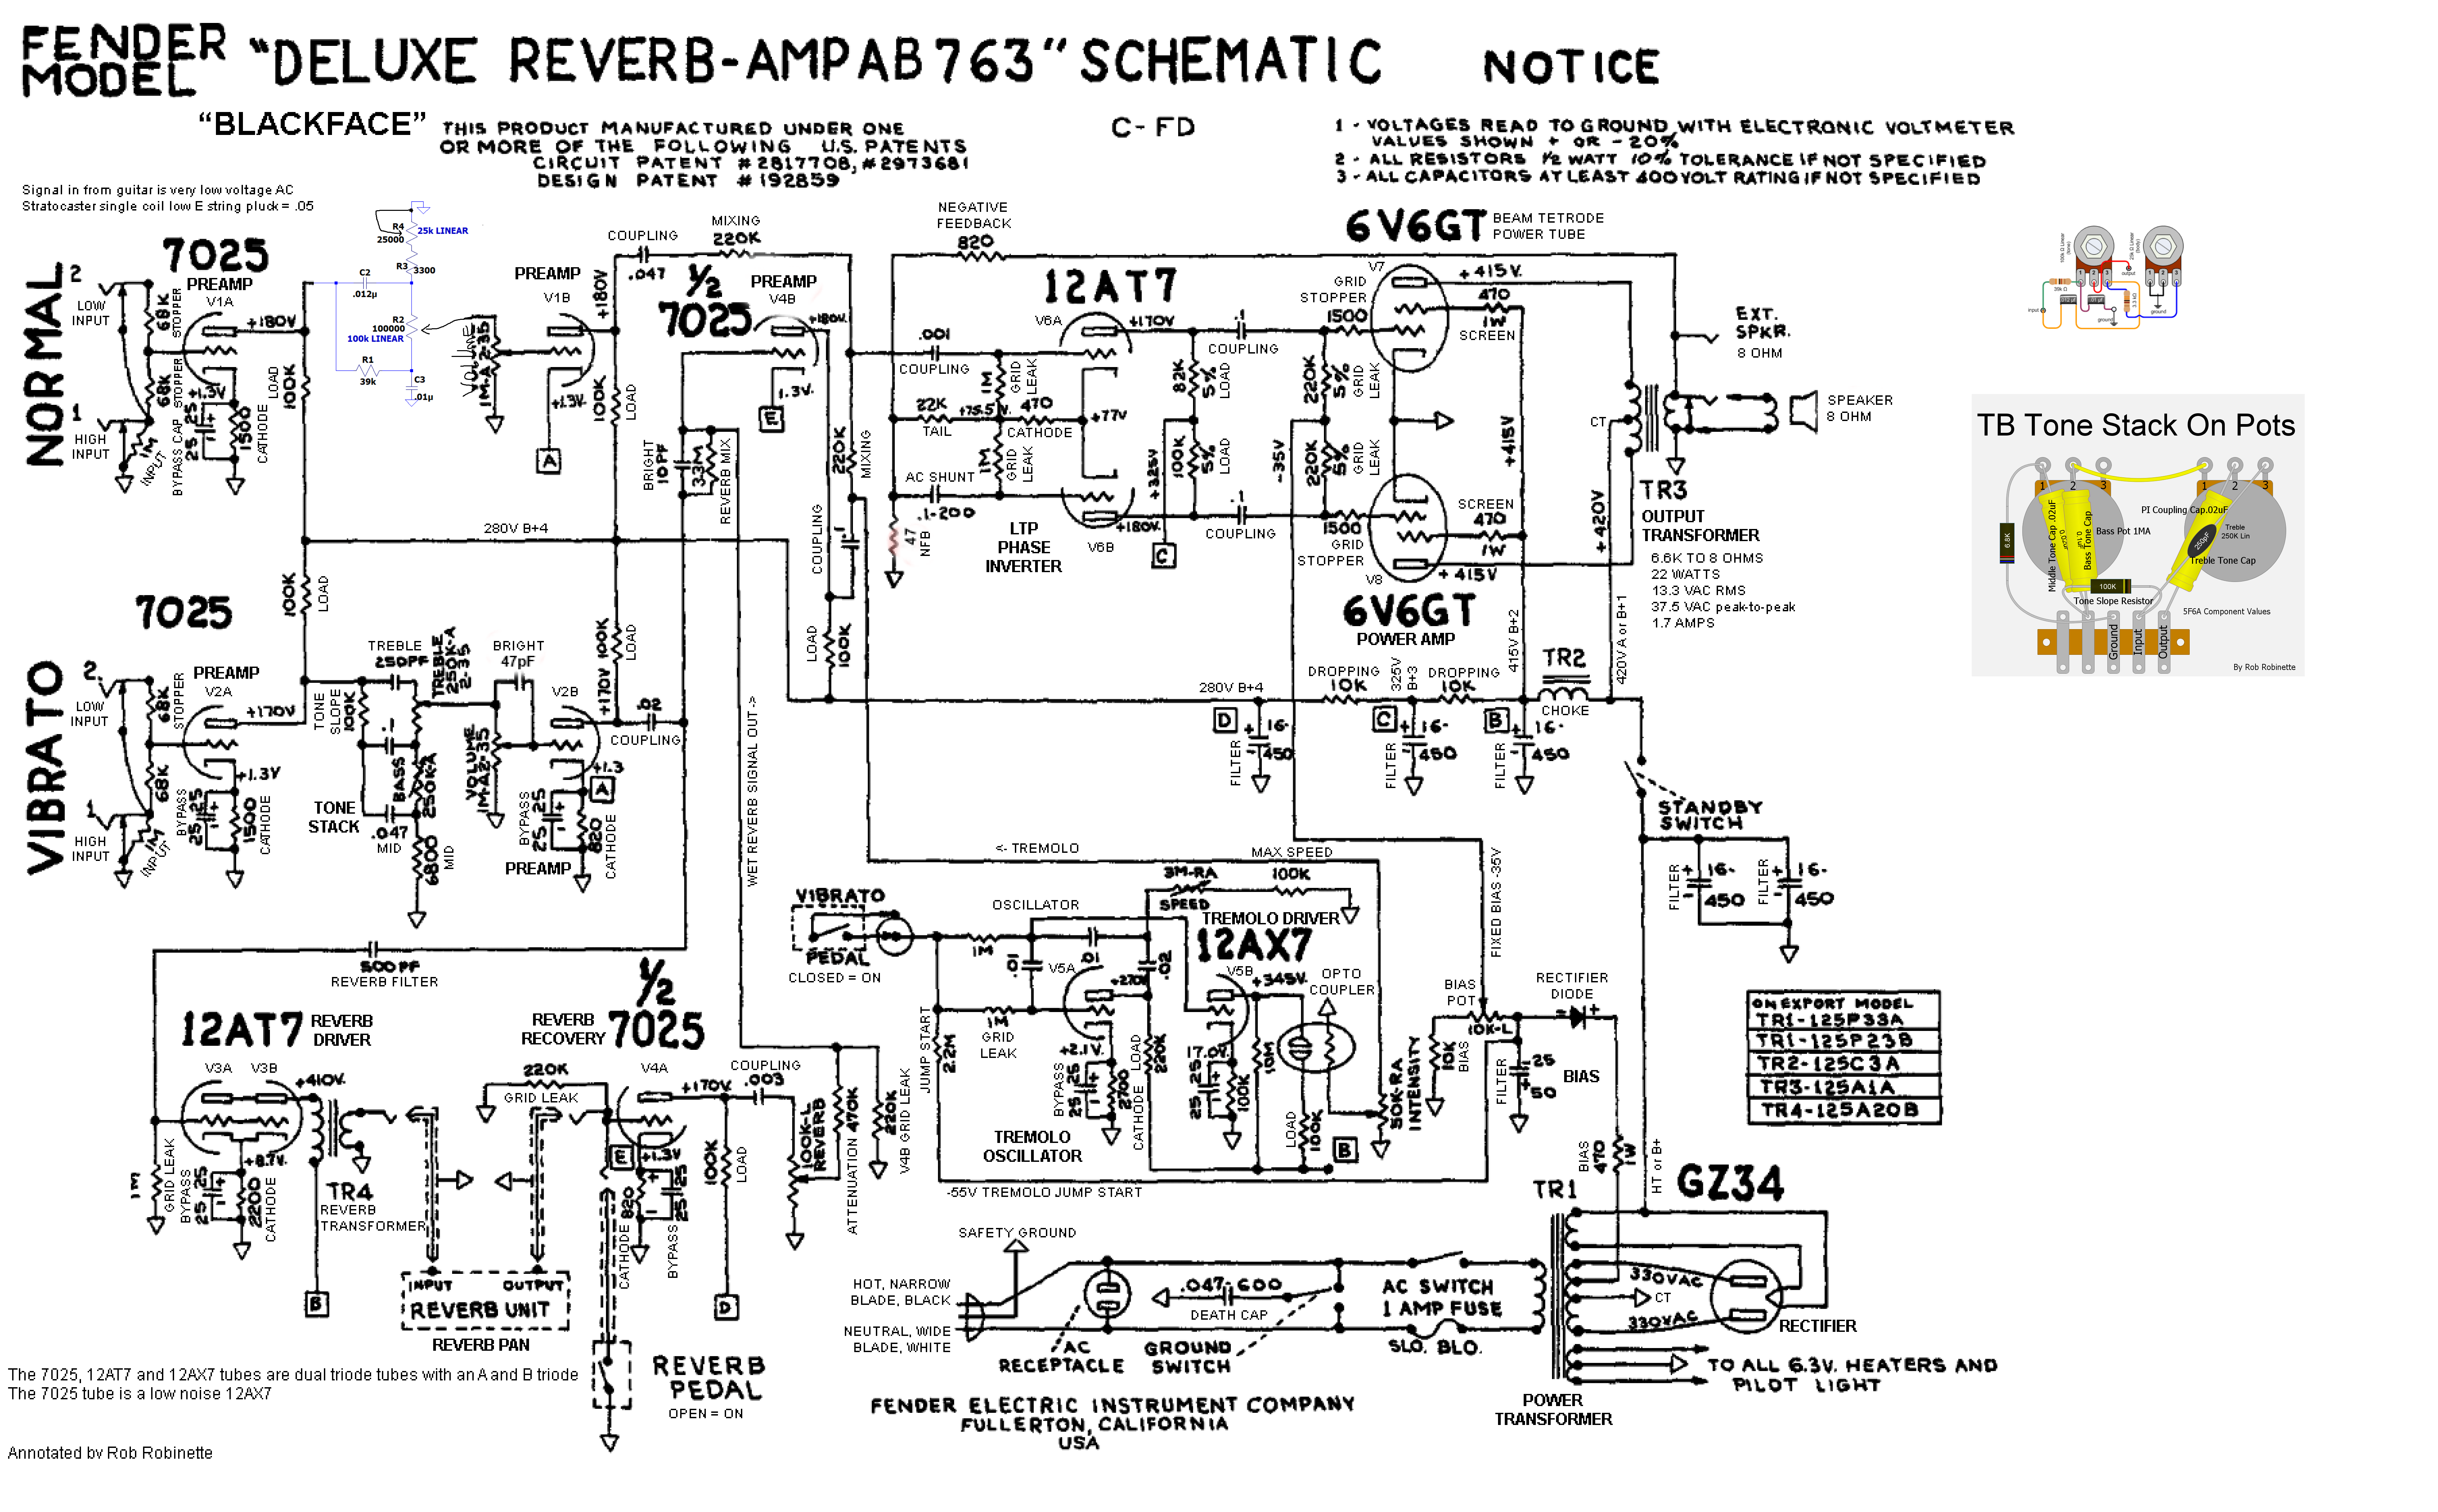 FENDER MODEL "DELUXE REVERB-AMP AB763" SCHEMATIC
NOTICE
"BLACKFACE"
THIS PRODUCT MANUFACTURED UNDER ONE
OR MORE OF THE FOLLOWING U.S. PATENTS
CIRCUIT PATENT #2817708, #2973681
DESIGN PATENT #192859
C-FD
1 - VOLTAGES READ TO GROUND WITH ELECTRONIC VOLTMETER
VALUES SHOWN + OR - 20%
2 - ALL RESISTORS 1/2 WATT 10% TOLERANCE IF NOT SPECIFIED
3 - ALL CAPACITORS AT LEAST 400 VOLT RATING IF NOT SPECIFIED
Signal in from guitar is very low voltage AC
Stratocaster single coil low E string pluck = .05
NORMAL
2
LOW INPUT
68K
STOPPER
7025
PREAMP
V1A
+180V
1
HIGH INPUT
68K
STOPPER
1M
INPUT
BYPASS CAP
25 25
+1.3V
1500
CATHODE
LOAD
100K
R4
25000
25k LINEAR
R3
3300
C2
.012µ
R2
100000
100k LINEAR
R1
39k
C3
.01µ
VOLUME
1M-A 2-35
PREAMP
V1B
+180V
+1.3V
A
100K
LOAD
COUPLING
.047
MIXING
220K
1/2
7025
PREAMP
V4B
+180V.
1.3V.
E
BRIGHT
10PF
3.3M
REVERB MIX
220K
MIXING
COUPLING
.1
LOAD
100K
280V B+4
NEGATIVE
FEEDBACK
820
12AT7
V6A
+170V
.001
COUPLING
1M
GRID LEAK
22K
TAIL
+75.5 V.
470
CATHODE
+77V
1M
GRID LEAK
AC SHUNT
.1-200
47
NFB
LTP
PHASE
INVERTER
V6B
+180V.
82K
5%
LOAD
100K
5%
LOAD
+325V
C
.1
COUPLING
.1
COUPLING
220K
5%
GRID LEAK
220K
5%
GRID LEAK
-35V
6V6GT
BEAM TETRODE
POWER TUBE
V7
GRID
STOPPER
1500
+415V.
470
1W
SCREEN
+415V
SCREEN
470
1W
1500
GRID
STOPPER
V8
+415V
6V6GT
POWER AMP
EXT.
SPKR.
8 OHM
SPEAKER
8 OHM
CT
TR3
OUTPUT
TRANSFORMER
6.6K TO 8 OHMS
22 WATTS
13.3 VAC RMS
37.5 VAC peak-to-peak
1.7 AMPS
+420V
420V A or B+1
415V B+2
TR2
CHOKE
DROPPING
10K
325V
B+3
DROPPING
10K
280V B+4
D
16-
450
FILTER
C
16-
450
FILTER
B
16-
450
FILTER
STANDBY
SWITCH
FILTER
16-
450
FILTER
16-
450
VIBRATO
2.
LOW INPUT
68K
STOPPER
7025
PREAMP
V2A
+170V
1
HIGH INPUT
68K
1M
INPUT
BYPASS
25 25
+1.3V
1500
CATHODE
100K
LOAD
TREBLE
250PF
TREBLE
250K-A
2-35
TONE SLOPE
100K
.1
BASS
250K-A
TONE
STACK
.047
MID
6800
MID
BRIGHT
47pF
VOLUME
1M-A2-35
V2B
+170V
100K
LOAD
.02
COUPLING
+1.3
A
BYPASS
25 25
820
CATHODE
PREAMP
WET REVERB SIGNAL OUT ->
<- TREMOLO
MAX SPEED
3M-RA
SPEED
100K
VIBRATO
PEDAL
CLOSED = ON
OSCILLATOR
1M
.01
.01
.02
V5A
+270V
1M
GRID
LEAK
JUMP START
2.2M
+2.1V.
BYPASS
25 25
2700
CATHODE
LOAD
220K
TREMOLO
OSCILLATOR
TREMOLO DRIVER
12AX7
V5B
+345V.
17.0V.
25 25
100K
10M
OPTO
COUPLER
LOAD
100K
B
50K-RA
INTENSITY
-55V TREMOLO JUMP START
FIXED BIAS -35V
BIAS
POT
10K-L
10K
BIAS
RECTIFIER
DIODE
FILTER
25
50
BIAS
BIAS
470
1W
HT or B+
500PF
REVERB FILTER
12AT7
REVERB
DRIVER
V3A
V3B
+410V.
1M
GRID LEAK
BYPASS
25 25
+8.7V.
2200
CATHODE
TR4
REVERB
TRANSFORMER
B
INPUT
OUTPUT
REVERB UNIT
REVERB PAN
REVERB
RECOVERY
1/2
7025
220K
GRID LEAK
V4A
+170V
E
+1.3V
820
CATHODE
25 25
BYPASS
COUPLING
.003
100K
LOAD
D
100K-L
REVERB
ATTENUATION 470K
220K
V4B GRID LEAK
REVERB
PEDAL
OPEN = ON
SAFETY GROUND
HOT, NARROW
BLADE, BLACK
NEUTRAL, WIDE
BLADE, WHITE
AC
RECEPTACLE
.047-600
DEATH CAP
GROUND
SWITCH
AC SWITCH
1 AMP FUSE
SLO. BLO.
TR1
POWER
TRANSFORMER
GZ34
330VAC
CT
330VAC
RECTIFIER
TO ALL 6.3V. HEATERS AND
PILOT LIGHT
ON EXPORT MODEL
TR1-125P33A
TR1-125P23B
TR2-125C3A
TR3-125A1A
TR4-125A20B
FENDER ELECTRIC INSTRUMENT COMPANY
FULLERTON, CALIFORNIA
USA
The 7025, 12AT7 and 12AX7 tubes are dual triode tubes with an A and B triode
The 7025 tube is a low noise 12AX7
Annotated by Rob Robinette
input
output
ground
ground
TB Tone Stack On Pots
1
2
3
1
2
3
6.8K
Middle Tone Cap .02uF
Bass Tone Cap
Bass Pot 1MA
PI Coupling Cap.02uF
Treble
250K Lin
250pF
Treble Tone Cap
100K
Tone Slope Resistor
5F6A Component Values
Ground
Input
Output
By Rob Robinette